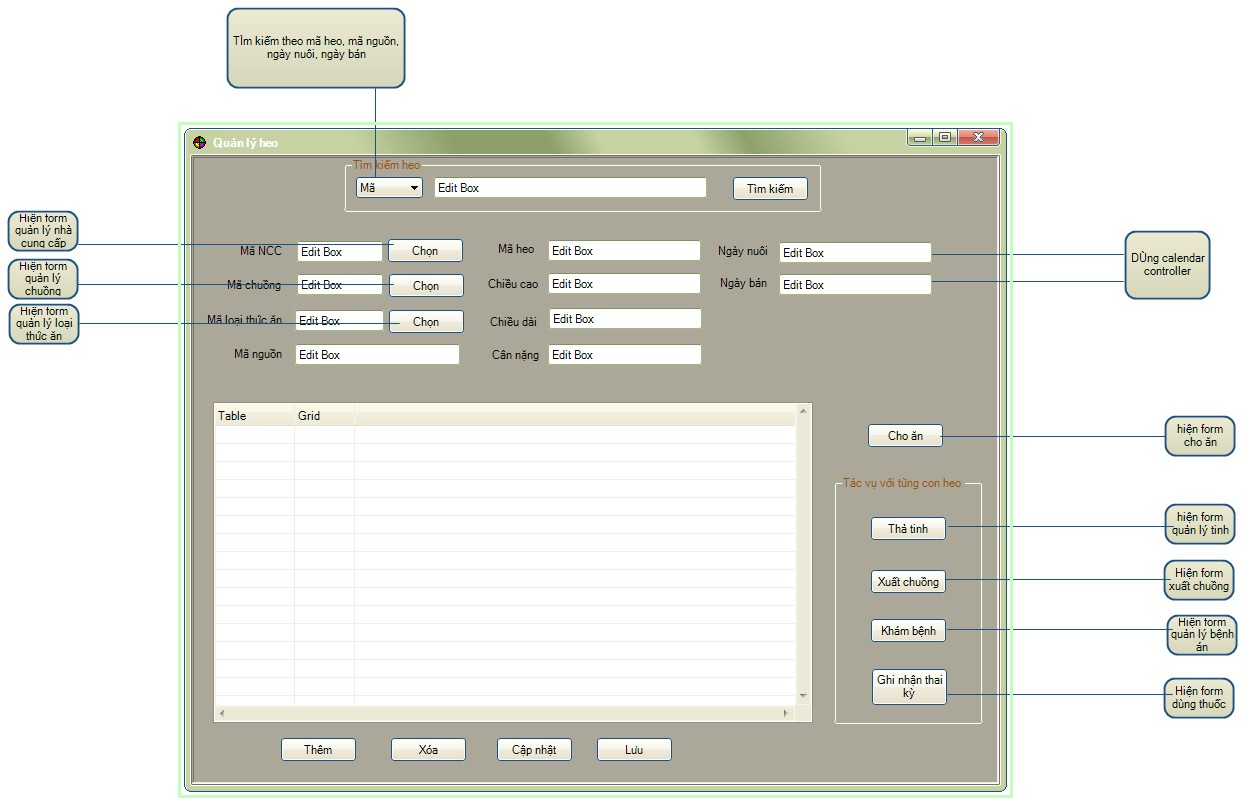 TÌm kiếm theo mã heo, mã nguồn,
ngày nuôi, ngày bán
Quản lý heo
Tìm kiếm heo
Mã
Edit Box
Tìm kiếm
Hiện form
quản lý nhà
cung cấp
Mã NCC
Edit Box
Chọn
Mã heo
Edit Box
Ngày nuôi
Edit Box
DÙng calendar
controller
Hiện form
quản lý
chuồng
Mã chuồng
Edit Box
Chọn
Chiều cao
Edit Box
Ngày bán
Edit Box
Hiện form
quản lý loại
thức ăn
Mã loại thức ăn
Edit Box
Chọn
Chiều dài
Edit Box
Mã nguồn
Edit Box
Cân nặng
Edit Box
Table
Grid
Cho ăn
hiện form
cho ăn
Tác vụ với từng con heo
Thả tinh
hiện form
quản lý tinh
Xuất chuồng
Hiện form
xuất chuồng
Khám bệnh
Hiện form
quản lý bệnh
án
Ghi nhận thai
kỳ
Hiện form
dùng thuốc
Thêm
Xóa
Cập nhật
Lưu